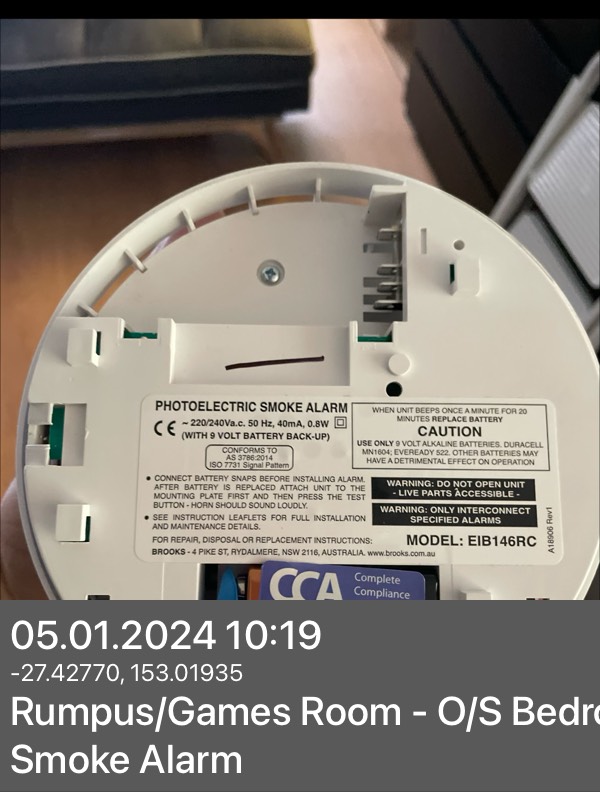 PHOTOELECTRIC SMOKE ALARM
CE ~ 220/240Va.c. 50 Hz, 40mA, 0.8W
(WITH 9 VOLT BATTERY BACK-UP)
CONFORMS TO
AS 3786:2014
ISO 7731 Signal Pattern
• CONNECT BATTERY SNAPS BEFORE INSTALLING ALARM.
AFTER BATTERY IS REPLACED ATTACH UNIT TO THE
MOUNTING PLATE FIRST AND THEN PRESS THE TEST
BUTTON - HORN SHOULD SOUND LOUDLY.
• SEE INSTRUCTION LEAFLETS FOR FULL INSTALLATION
AND MAINTENANCE DETAILS.
FOR REPAIR, DISPOSAL OR REPLACEMENT INSTRUCTIONS:
BROOKS - 4 PIKE ST, RYDALMERE, NSW 2116, AUSTRALIA. www.brooks.com.au
WHEN UNIT BEEPS ONCE A MINUTE FOR 20
MINUTES REPLACE BATTERY
CAUTION
USE ONLY 9 VOLT ALKALINE BATTERIES, DURACELL
MN1604; EVEREADY 522. OTHER BATTERIES MAY
HAVE A DETRIMENTAL EFFECT ON OPERATION
WARNING: DO NOT OPEN UNIT
- LIVE PARTS ACCESSIBLE -
WARNING: ONLY INTERCONNECT
SPECIFIED ALARMS
MODEL: EIB146RC
A18906 Rev1
CCA Complete
Compliance
05.01.2024 10:19
-27.42770, 153.01935
Rumpus/Games Room - O/S Bedro
Smoke Alarm